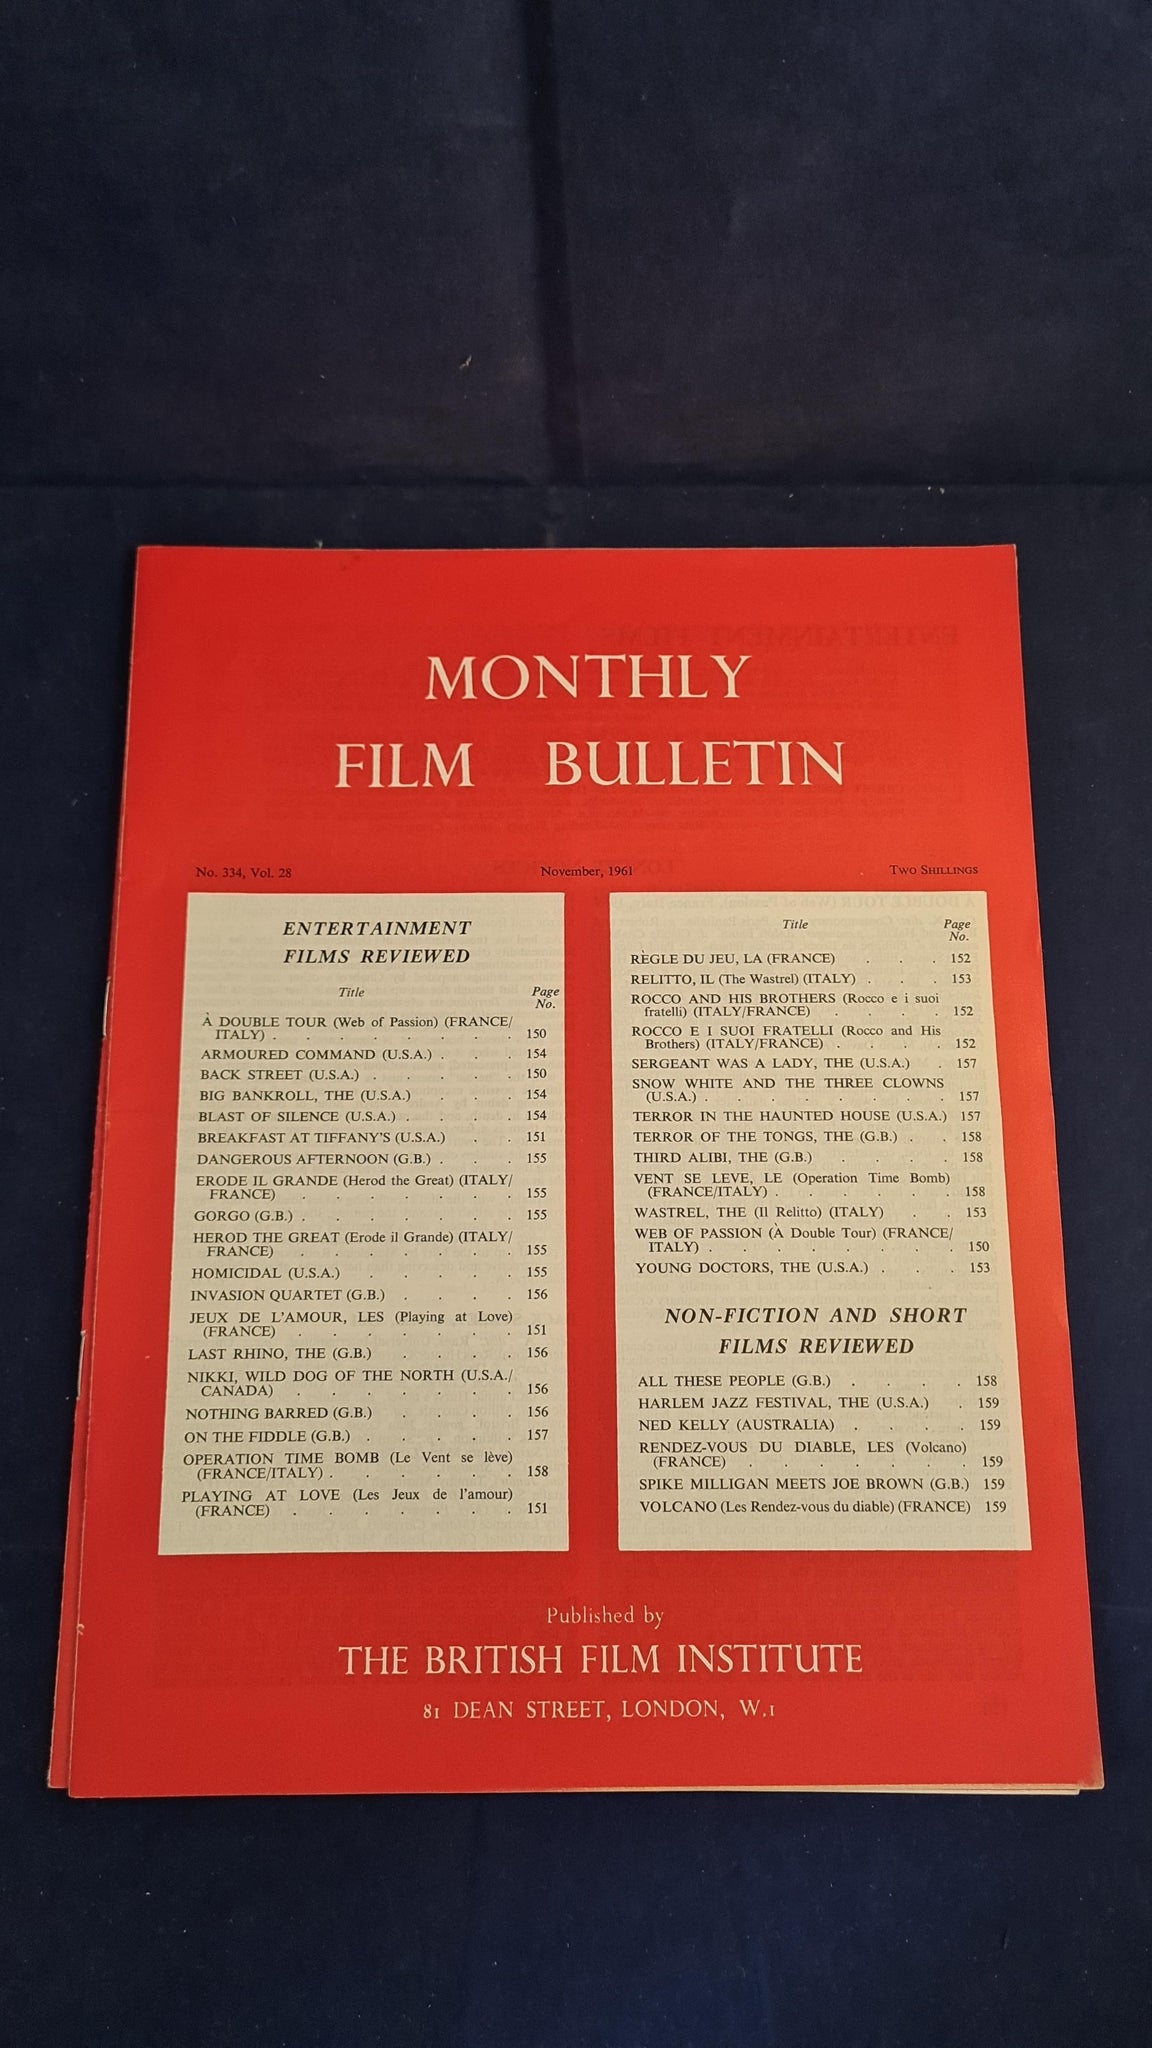 MONTHLY
FILM BULLETIN
No. 334, Vol. 28 November, 1961 TWO SHILLINGS
ENTERTAINMENT
FILMS REVIEWED
Title Page
No.
À DOUBLE TOUR (Web of Passion) (FRANCE/
ITALY) . . . . . . . 150
ARMOURED COMMAND (U.S.A.) . . . 154
BACK STREET (U.S.A.) . . . . . 150
BIG BANKROLL, THE (U.S.A.) . . . 154
BLAST OF SILENCE (U.S.A.) . . . . 154
BREAKFAST AT TIFFANY'S (U.S.A.) . . 151
DANGEROUS AFTERNOON (G.B.) . . . 155
ERODE IL GRANDE (Herod the Great) (ITALY/
FRANCE) . . . . . . 155
GORGO (G.B.) . . . . . . . 155
HEROD THE GREAT (Erode il Grande) (ITALY/
FRANCE) . . . . . . 155
HOMICIDAL (U.S.A.) . . . . . 155
INVASION QUARTET (G.B.) . . . . 156
JEUX DE L'AMOUR, LES (Playing at Love)
(FRANCE) . . . . . . 151
LAST RHINO, THE (G.B.) . . . . 156
NIKKI, WILD DOG OF THE NORTH (U.S.A./
CANADA) . . . . . . 156
NOTHING BARRED (G.B.) . . . . 156
ON THE FIDDLE (G.B.) . . . . . 157
OPERATION TIME BOMB (Le Vent se lève)
(FRANCE/ITALY) . . . . . 158
PLAYING AT LOVE (Les Jeux de l'amour)
(FRANCE) . . . . . . . 151
Title Page
No.
RÈGLE DU JEU, LA (FRANCE) . . . 152
RELITTO, IL (The Wastrel) (ITALY) . . . 153
ROCCO AND HIS BROTHERS (Rocco e i suoi
fratelli) (ITALY/FRANCE) . . . . 152
ROCCO E I SUOI FRATELLI (Rocco and His
Brothers) (ITALY/FRANCE) . . . . 152
SERGEANT WAS A LADY, THE (U.S.A.) . 157
SNOW WHITE AND THE THREE CLOWNS
(U.S.A.) . . . . . . . 157
TERROR IN THE HAUNTED HOUSE (U.S.A.) 157
TERROR OF THE TONGS, THE (G.B.) . . 158
THIRD ALIBI, THE (G.B.) . . . . 158
VENT SE LEVE, LE (Operation Time Bomb)
(FRANCE/ITALY) . . . . . . 158
WASTREL, THE (Il Relitto) (ITALY) . . 153
WEB OF PASSION (À Double Tour) (FRANCE/
ITALY) . . . . . . . 150
YOUNG DOCTORS, THE (U.S.A.) . . . 153
NON-FICTION AND SHORT
FILMS REVIEWED
ALL THESE PEOPLE (G.B.) . . . . 158
HARLEM JAZZ FESTIVAL, THE (U.S.A.) . 159
NED KELLY (AUSTRALIA) . . . . 159
RENDEZ-VOUS DU DIABLE, LES (Volcano)
(FRANCE) . . . . . . 159
SPIKE MILLIGAN MEETS JOE BROWN (G.B.) 159
VOLCANO (Les Rendez-vous du diable) (FRANCE) 159
Published by
THE BRITISH FILM INSTITUTE
81 DEAN STREET, LONDON, W.1